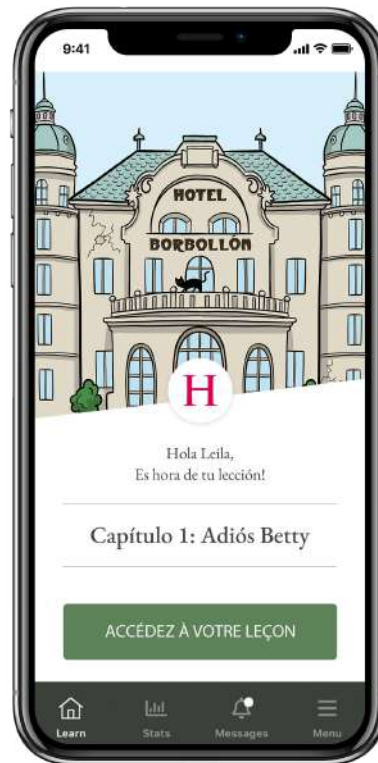 9:41
HOTEL
BORBOLLÓN
H
Hola Leila,
Es hora de tu lección!
Capítulo 1: Adiós Betty
ACCÉDEZ À VOTRE LEÇON
Learn
Stats
Messages
Menu